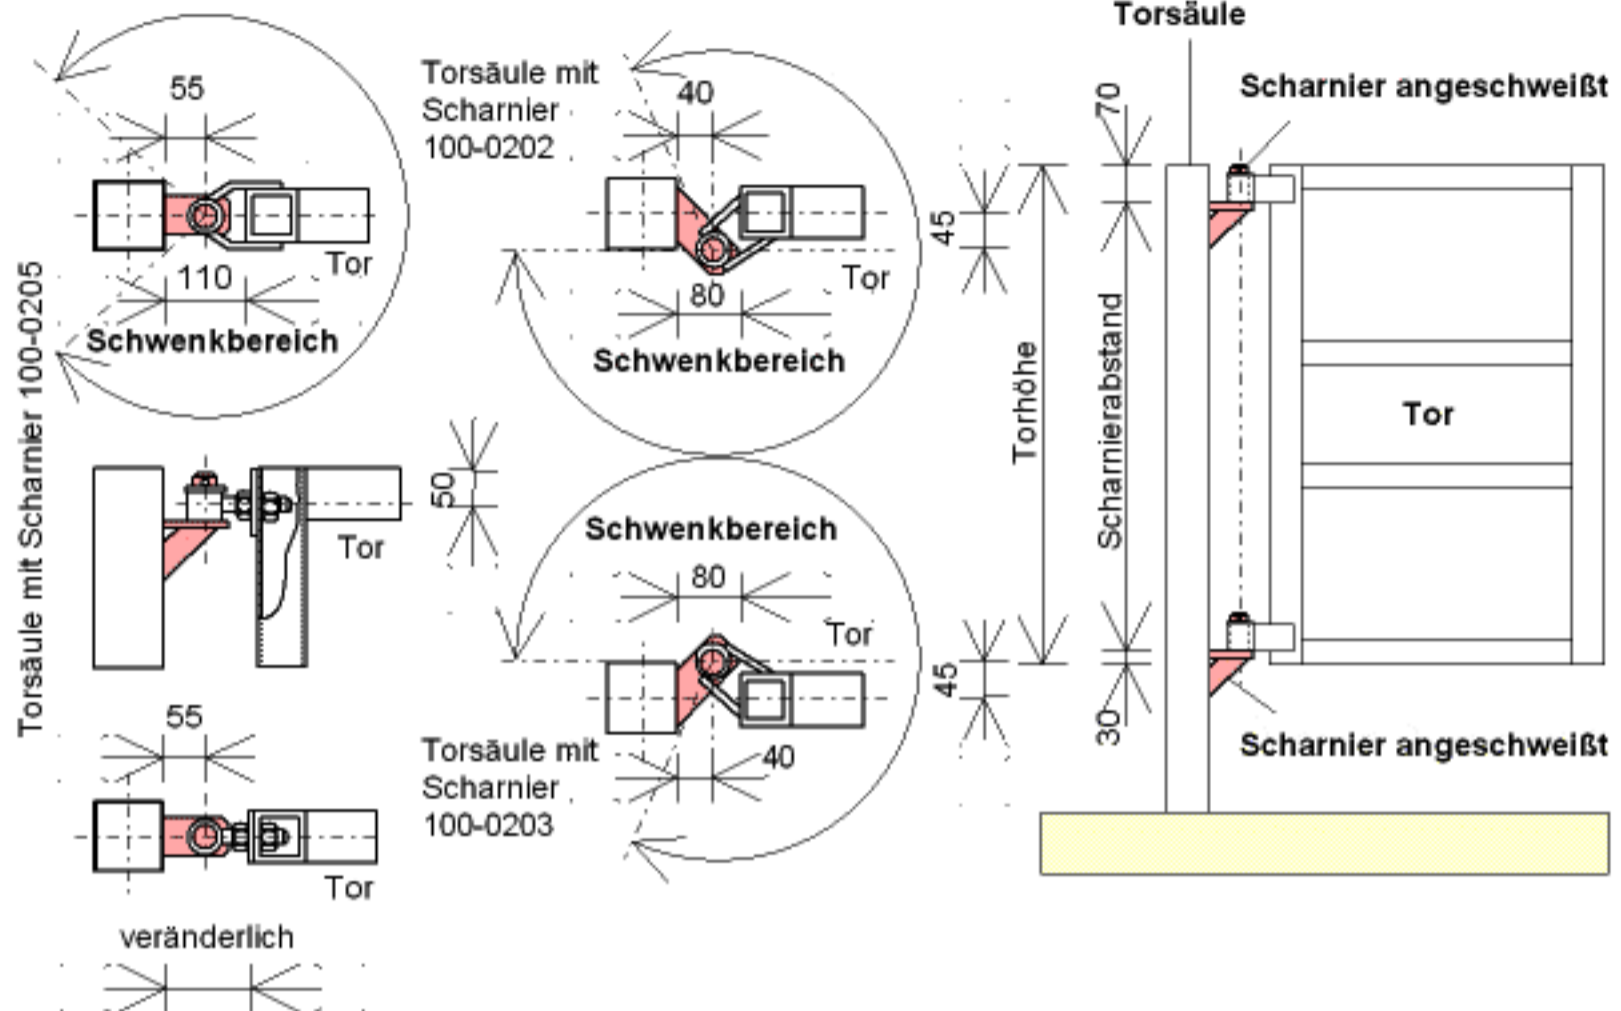 Torsäule mit Scharnier 100-0205
55
110
Tor
Schwenkbereich
50
Tor
55
Tor
veränderlich
Torsäule mit
Scharnier
100-0202
40
45
Tor
80
Schwenkbereich
Schwenkbereich
80
Tor
45
Torsäule mit
Scharnier
100-0203
40
Torsäule
Scharnier angeschweißt
70
Torhöhe
Scharnierabstand
Tor
30
Scharnier angeschweißt